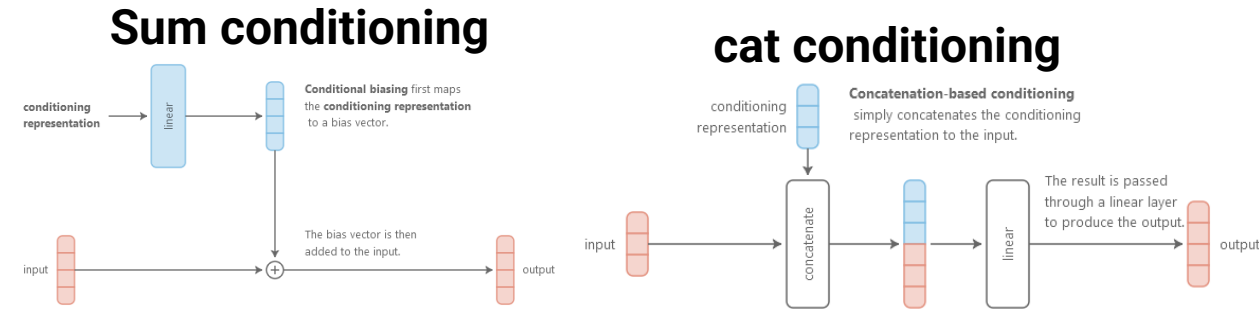 Sum conditioning
conditioning
representation
linear
Conditional biasing first maps
the conditioning representation
to a bias vector.
The bias vector is then
added to the input.
input
+
output
cat conditioning
conditioning
representation
Concatenation-based conditioning
simply concatenates the conditioning
representation to the input.
input
concatenate
linear
The result is passed
through a linear layer
to produce the output.
output